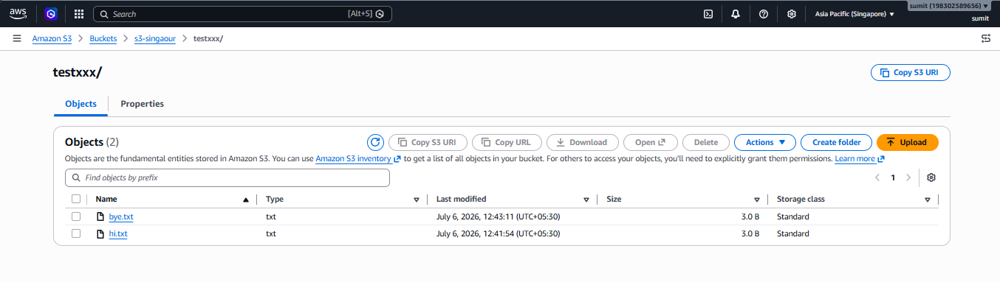 aws Search [Alt+S] Asia Pacific (Singapore) sumit (198302589656)
sumit
Amazon S3 Buckets s3-singaour testxxx/
testxxx/ Copy S3 URI
Objects Properties
Objects (2) Copy S3 URI Copy URL Download Open Delete Actions Create folder Upload
Objects are the fundamental entities stored in Amazon S3. You can use Amazon S3 inventory to get a list of all objects in your bucket. For others to access your objects, you'll need to explicitly grant them permissions. Learn more
Find objects by prefix 1
Name Type Last modified Size Storage class
bye.txt txt July 6, 2026, 12:43:11 (UTC+05:30) 3.0 B Standard
hi.txt txt July 6, 2026, 12:41:54 (UTC+05:30) 3.0 B Standard